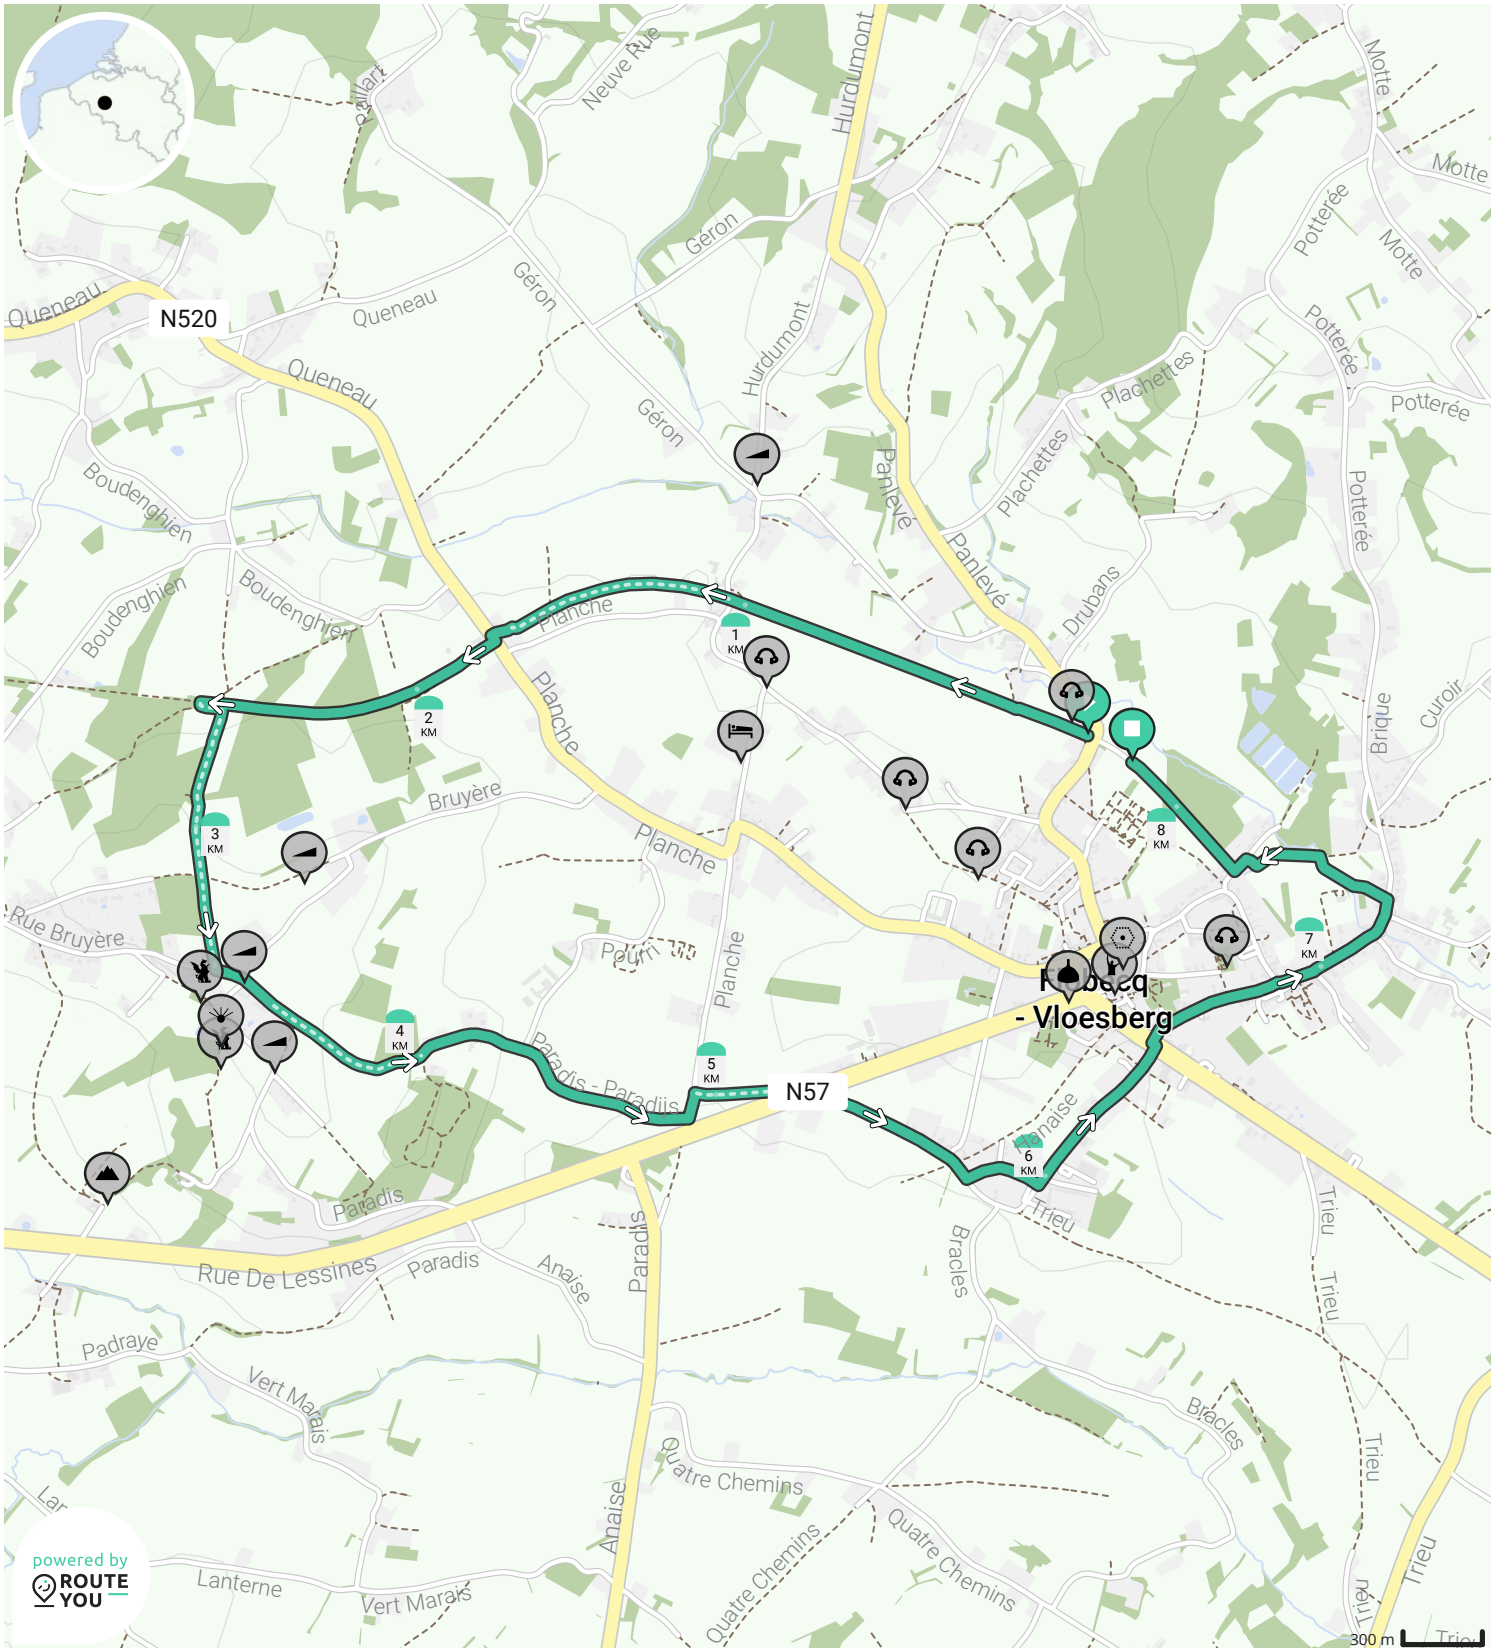 Paillart
Neuve Rue
Hurdumont
Motte
Motte
Potterée
Motte
Géron
Géron
Queneau
N520
Queneau
Hurdumont
Potterée
Queneau
Plachettes
Potterée
Géron
Boudenghien
Panlevé
Plachettes
Potterée
Panlevé
Boudenghien
Boudenghien
Drubans
Planche
1
KM
Planche
2
KM
Curoir
Brique
Bruyère
3
KM
Planche
8
KM
Rue Bruyère
Pourri
Planche
7
KM
- Vloesberg
4
KM
Paradis - Paradijs
5
KM
N57
Hanaise
6
KM
Paradis
Trieu
Trieu
Paradis
Bracles
Rue De Lessines
Paradis
Anaise
Trieu
Padraye
Vert Marais
Bracles
Quatre Chemins
Trieu
Anaise
Quatre Chemins
Quatre Chemins
Trieu
powered by
ROUTE
YOU
Lanterne
Vert Marais
Trieu
300 m